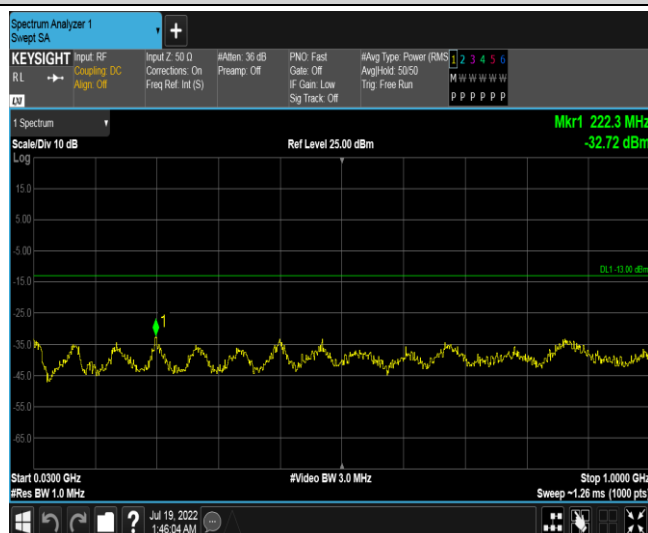 Spectrum Analyzer 1
Swept SA
+
KEYSIGHT
RL
LXI
Input: RF
Coupling: DC
Align: Off
Input Z: 50 Ω
Corrections: On
Freq Ref: Int (S)
#Atten: 36 dB
Preamp: Off
PNO: Fast
Gate: Off
IF Gain: Low
Sig Track: Off
#Avg Type: Power (RMS
Avg|Hold: 50/50
Trig: Free Run
1 2 3 4 5 6
M W W W W W
P P P P P P
1 Spectrum
Scale/Div 10 dB
Log
Ref Level 25.00 dBm
Mkr1 222.3 MHz
-32.72 dBm
15.0
5.00
-5.00
DL1 -13.00 dBm
-15.0
-25.0
1
-35.0
-45.0
-55.0
-65.0
Start 0.0300 GHz
#Video BW 3.0 MHz
Stop 1.0000 GHz
#Res BW 1.0 MHz
Sweep ~1.26 ms (1000 pts)
?
Jul 19, 2022
1:46:04 AM